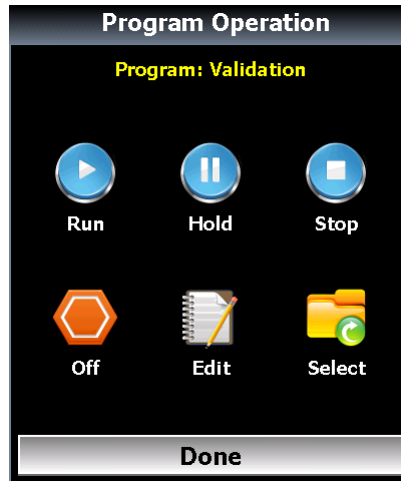 Program Operation
Program: Validation
Run Hold Stop
Off Edit Select
Done